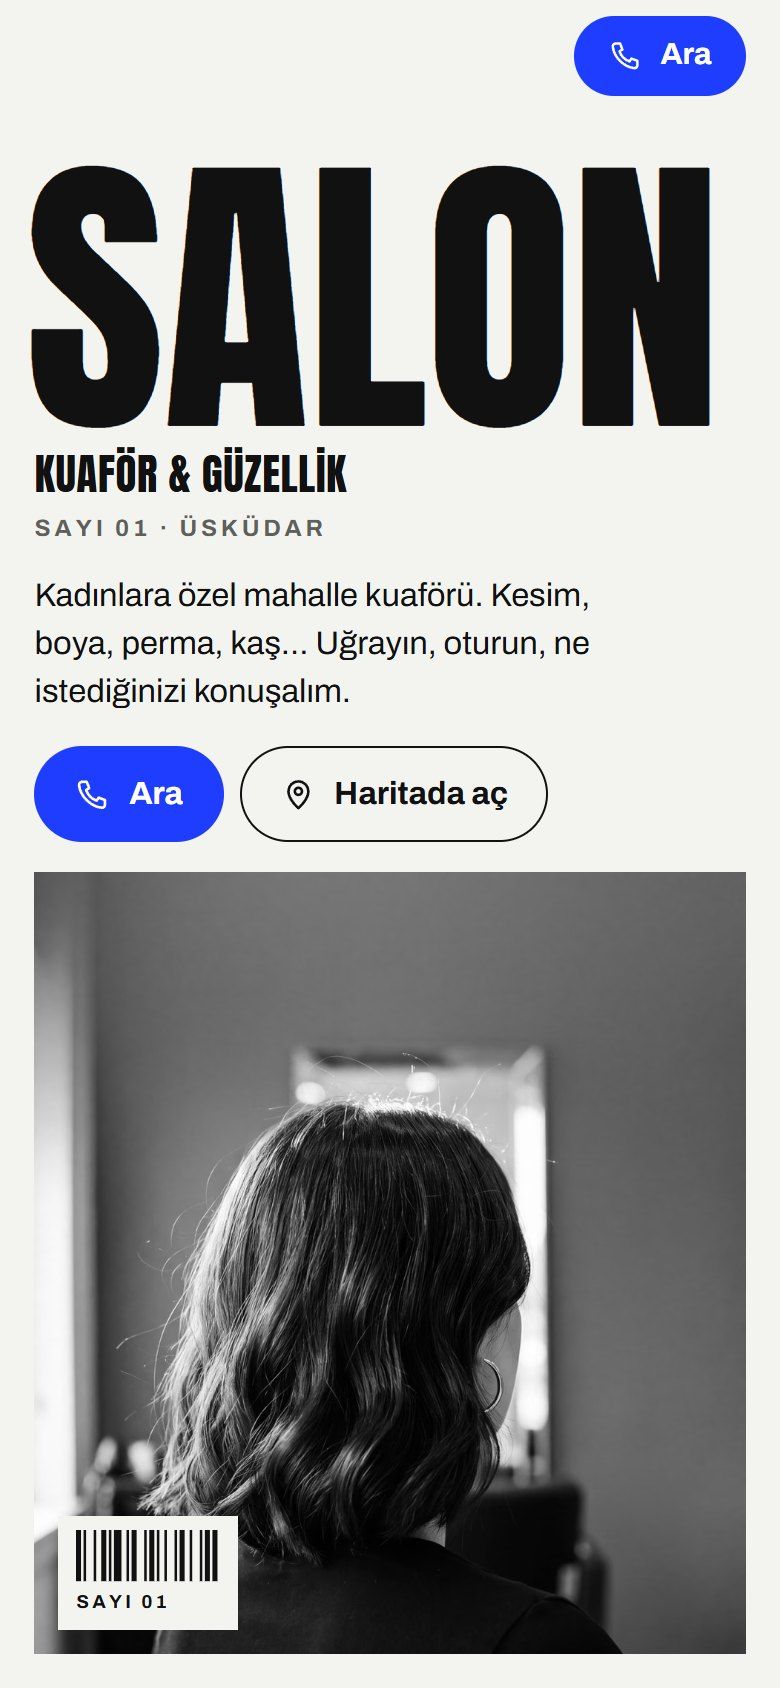 Ara
SALON
KUAFÖR & GÜZELLİK
SAYI 01 · ÜSKÜDAR
Kadınlara özel mahalle kuaförü. Kesim,
boya, perma, kaş... Uğrayın, oturun, ne
istediğinizi konuşalım.
Ara
Haritada aç
SAYI 01